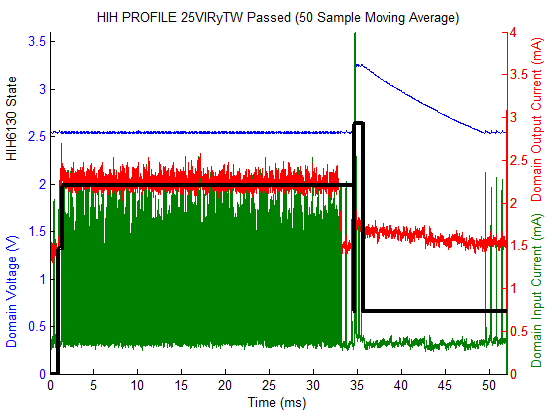 HIH PROFILE 25VIRyTW Passed (50 Sample Moving Average)
HIH6130 State
Domain Voltage (V)
3.5
3
2.5
2
1.5
1
0.5
0
4
3.5
3
2.5
2
1.5
1
0.5
0
Domain Output Current (mA)
Domain Input Current (mA)
0 5 10 15 20 25 30 35 40 45 50
Time (ms)